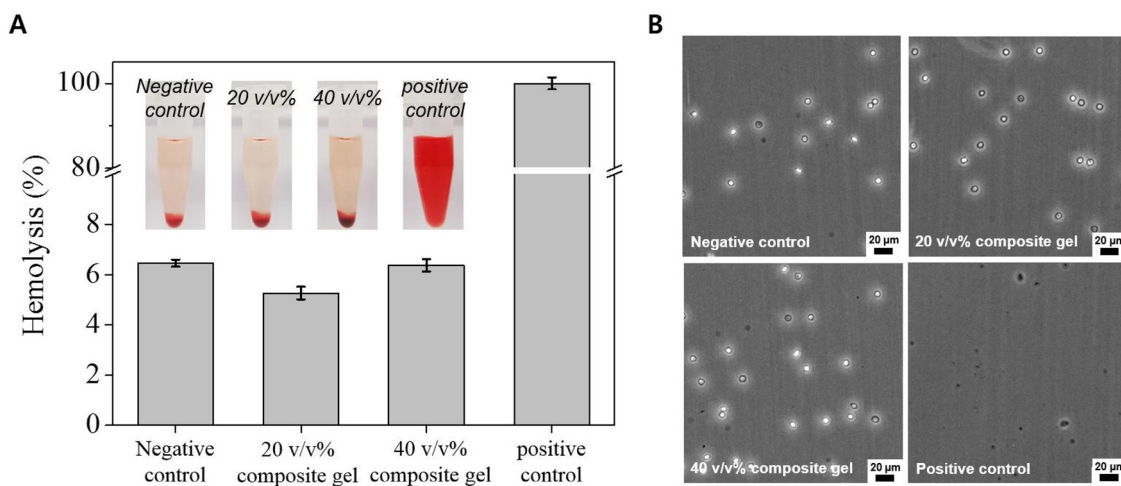 A
B
Hemolysis (%)
100
80
8
6
4
2
0
Negative
control
20 v/v%
40 v/v%
positive
control
Negative
control
20 v/v%
composite gel
40 v/v%
composite gel
positive
control
Negative control
20 µm
20 v/v% composite gel
20 µm
40 v/v% composite gel
20 µm
Positive control
20 µm